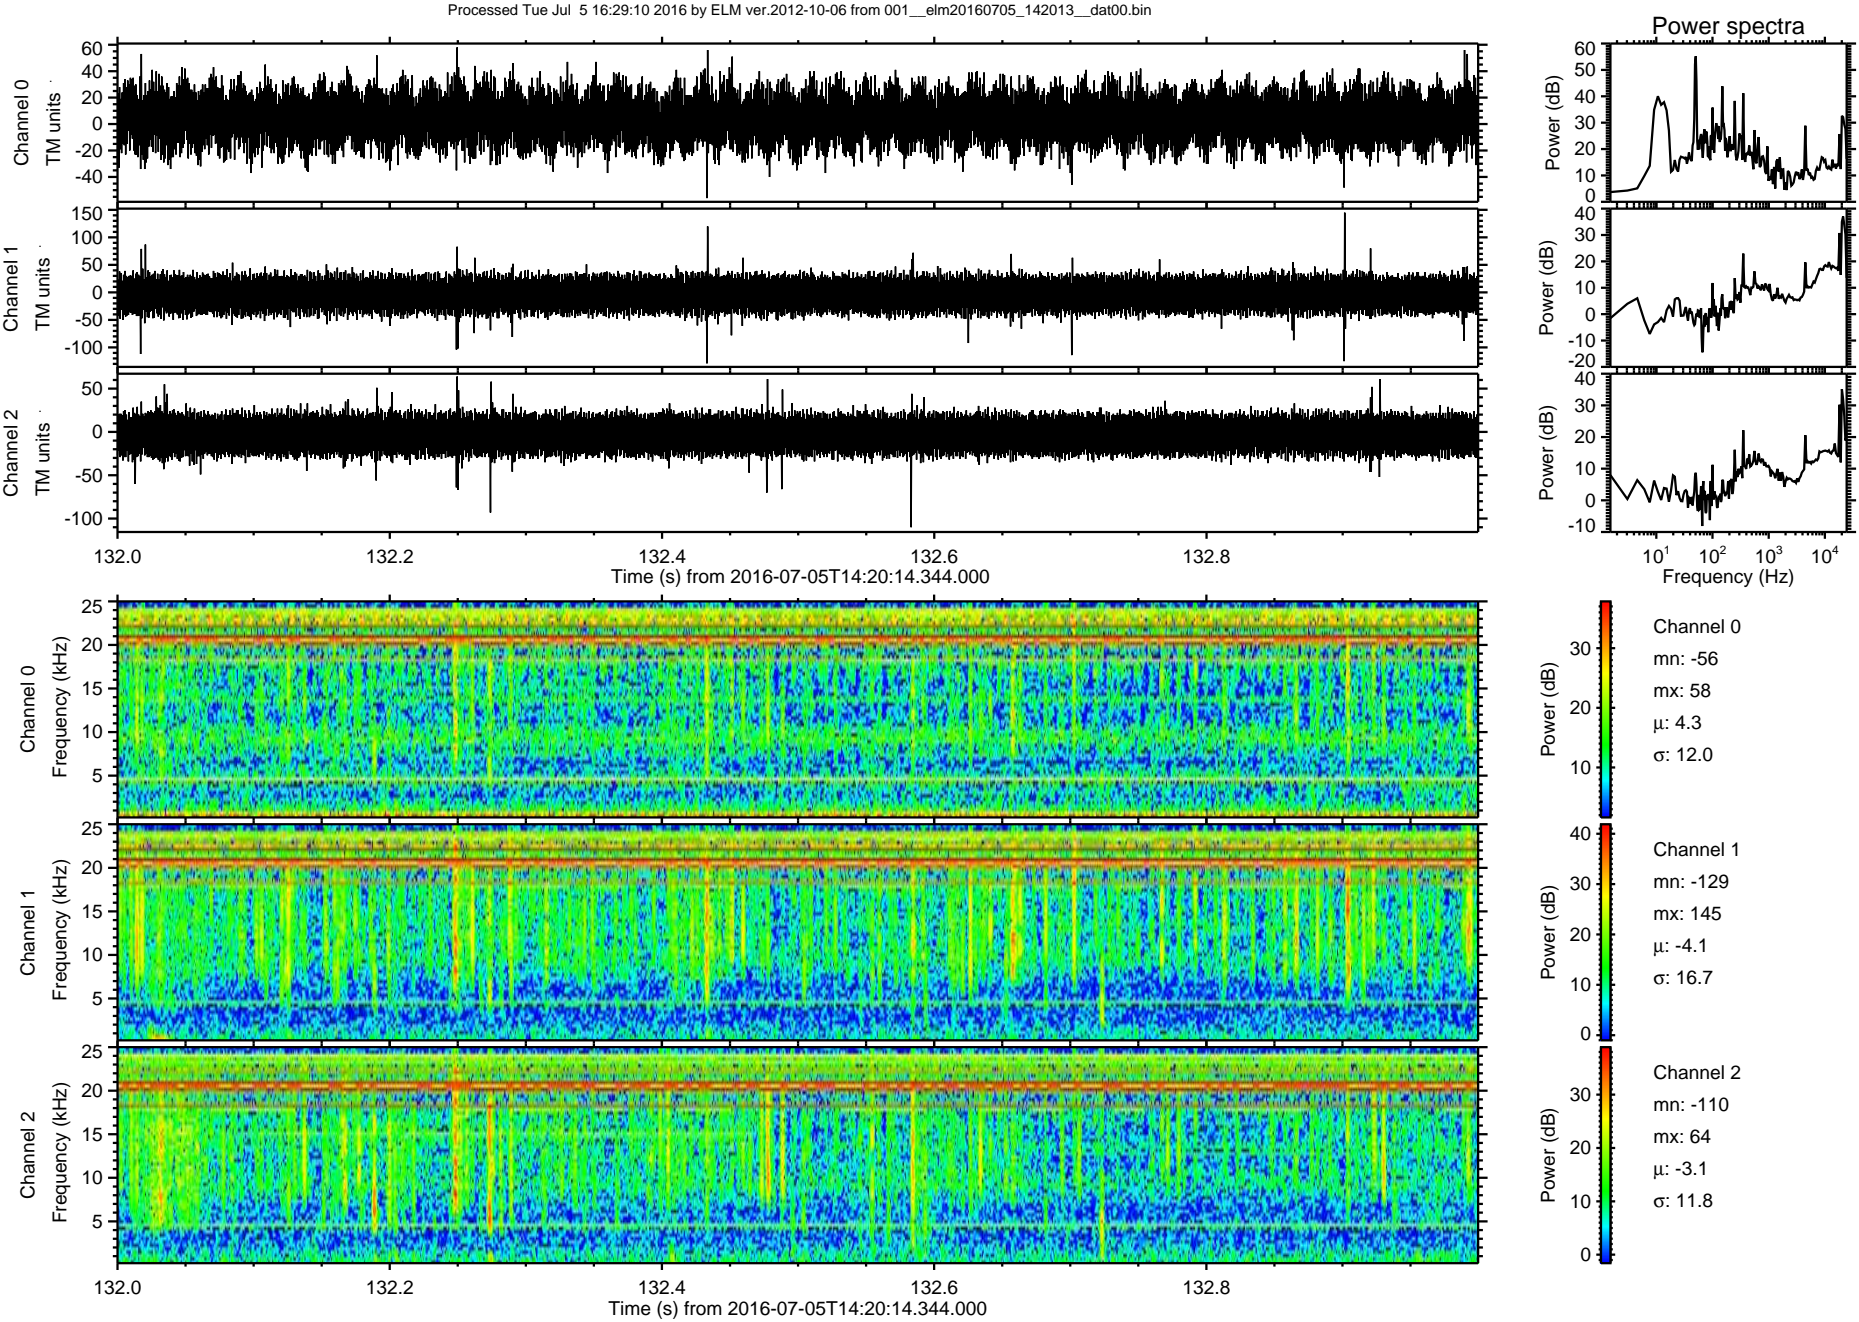 Processed Tue Jul  5 16:29:10 2016 by ELM ver.2012-10-06 from 001__elm20160705_142013__dat00.bin
Power spectra
Channel 0
TM units
60
40
20
0
-20
-40
Power (dB)
60
50
40
30
20
10
0
Channel 1
TM units
150
100
50
0
-50
-100
Power (dB)
40
30
20
10
0
-10
-20
Channel 2
TM units
50
0
-50
-100
Power (dB)
40
30
20
10
0
-10
132.0 132.2 132.4 132.6 132.8
Time (s) from 2016-07-05T14:20:14.344.000
10¹ 10² 10³ 10⁴
Frequency (Hz)
Channel 0
Frequency (kHz)
25
20
15
10
5
Power (dB)
30
20
10
Channel 0
mn: -56
mx: 58
μ: 4.3
σ: 12.0
Channel 1
Frequency (kHz)
25
20
15
10
5
Power (dB)
40
30
20
10
0
Channel 1
mn: -129
mx: 145
μ: -4.1
σ: 16.7
Channel 2
Frequency (kHz)
25
20
15
10
5
Power (dB)
30
20
10
0
Channel 2
mn: -110
mx: 64
μ: -3.1
σ: 11.8
132.0 132.2 132.4 132.6 132.8
Time (s) from 2016-07-05T14:20:14.344.000